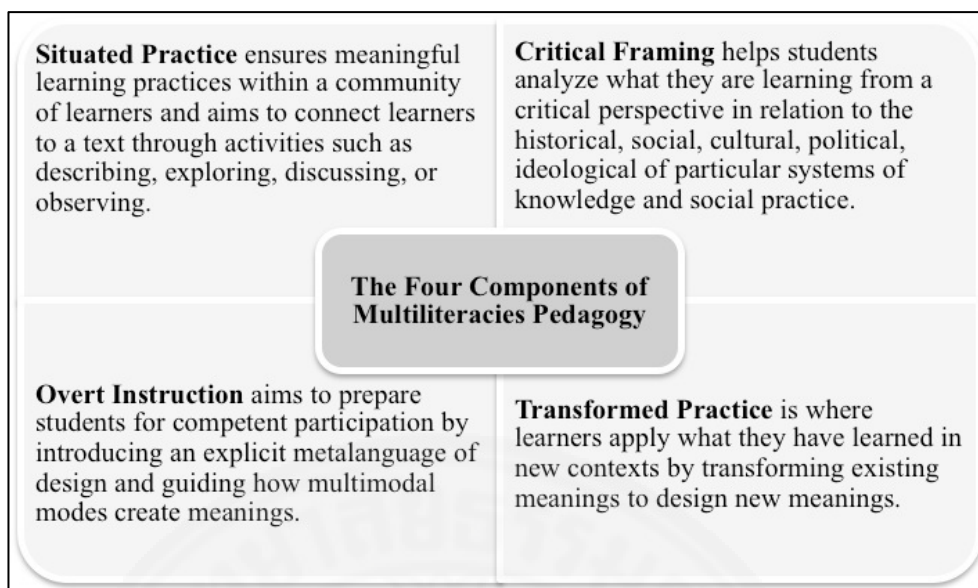 Situated Practice ensures meaningful
learning practices within a community
of learners and aims to connect learners
to a text through activities such as
describing, exploring, discussing, or
observing.
Critical Framing helps students
analyze what they are learning from a
critical perspective in relation to the
historical, social, cultural, political,
ideological of particular systems of
knowledge and social practice.
The Four Components of
Multiliteracies Pedagogy
Overt Instruction aims to prepare
students for competent participation by
introducing an explicit metalanguage of
design and guiding how multimodal
modes create meanings.
Transformed Practice is where
learners apply what they have learned in
new contexts by transforming existing
meanings to design new meanings.